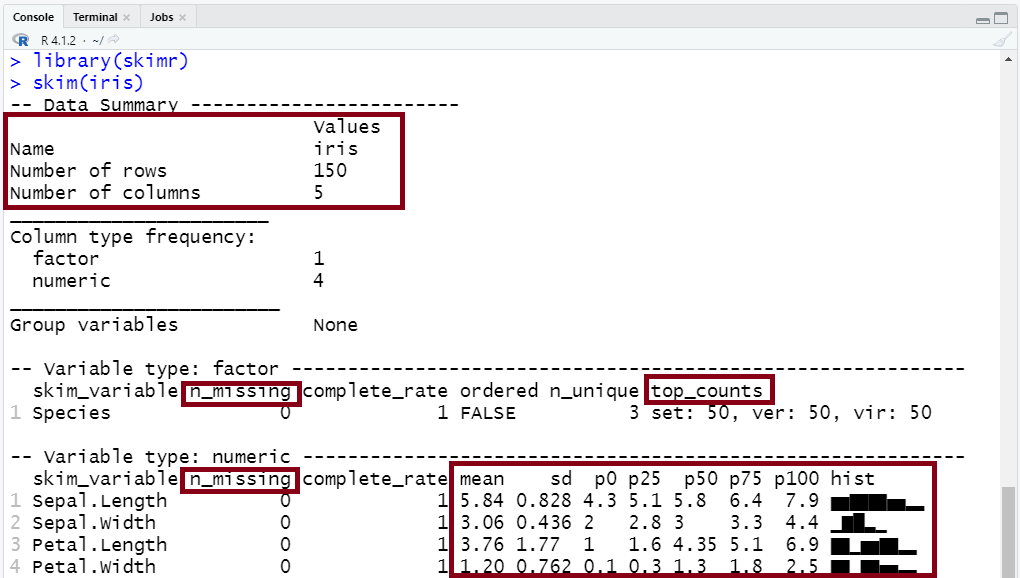 Console Terminal × Jobs ×
R R 4.1.2 · ~/
> library(skimr)
> skim(iris)
-- Data Summary ------------------------
Values
Name iris
Number of rows 150
Number of columns 5
_______________________
Column type frequency:
factor 1
numeric 4
________________________
Group variables None
-- Variable type: factor ------------------------------------------------------------
skim_variable n_missing complete_rate ordered n_unique top_counts
1 Species 0 1 FALSE 3 set: 50, ver: 50, vir: 50
-- Variable type: numeric -----------------------------------------------------------
skim_variable n_missing complete_rate mean sd p0 p25 p50 p75 p100 hist
1 Sepal.Length 0 1 5.84 0.828 4.3 5.1 5.8 6.4 7.9 ▆▇▇▅▂
2 Sepal.Width 0 1 3.06 0.436 2 2.8 3 3.3 4.4 ▁▆▇▂▁
3 Petal.Length 0 1 3.76 1.77 1 1.6 4.35 5.1 6.9 ▇▁▆▇▂
4 Petal.Width 0 1 1.20 0.762 0.1 0.3 1.3 1.8 2.5 ▇▁▇▅▃